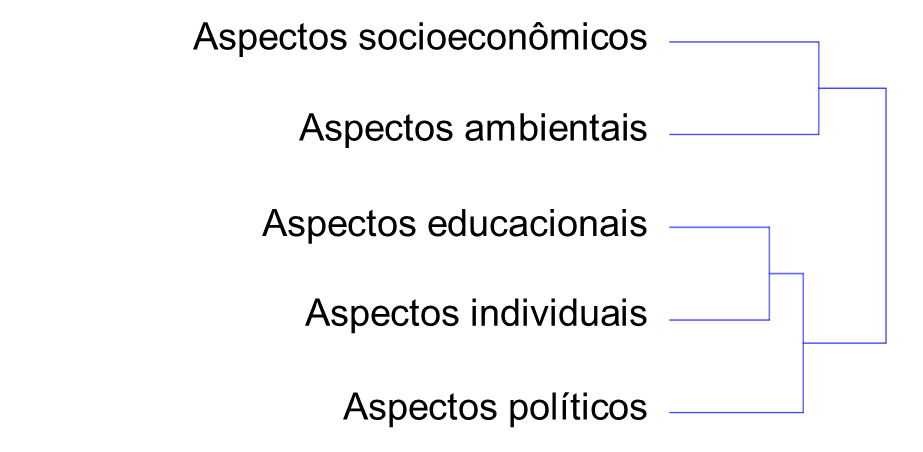 Aspectos socioeconômicos
Aspectos ambientais
Aspectos educacionais
Aspectos individuais
Aspectos políticos